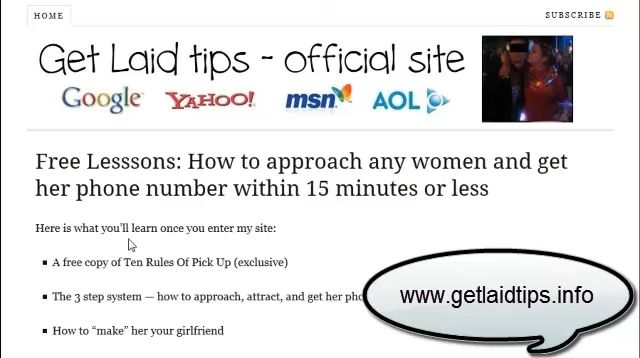 HOME
SUBSCRIBE
Get Laid tips - official site
Google YAHOO! msn AOL
Free Lesssons: How to approach any women and get
her phone number within 15 minutes or less
Here is what you'll learn once you enter my site:
A free copy of Ten Rules Of Pick Up (exclusive)
The 3 step system — how to approach, attract, and get her
www.getlaidtips.info
How to “make” her your girlfriend